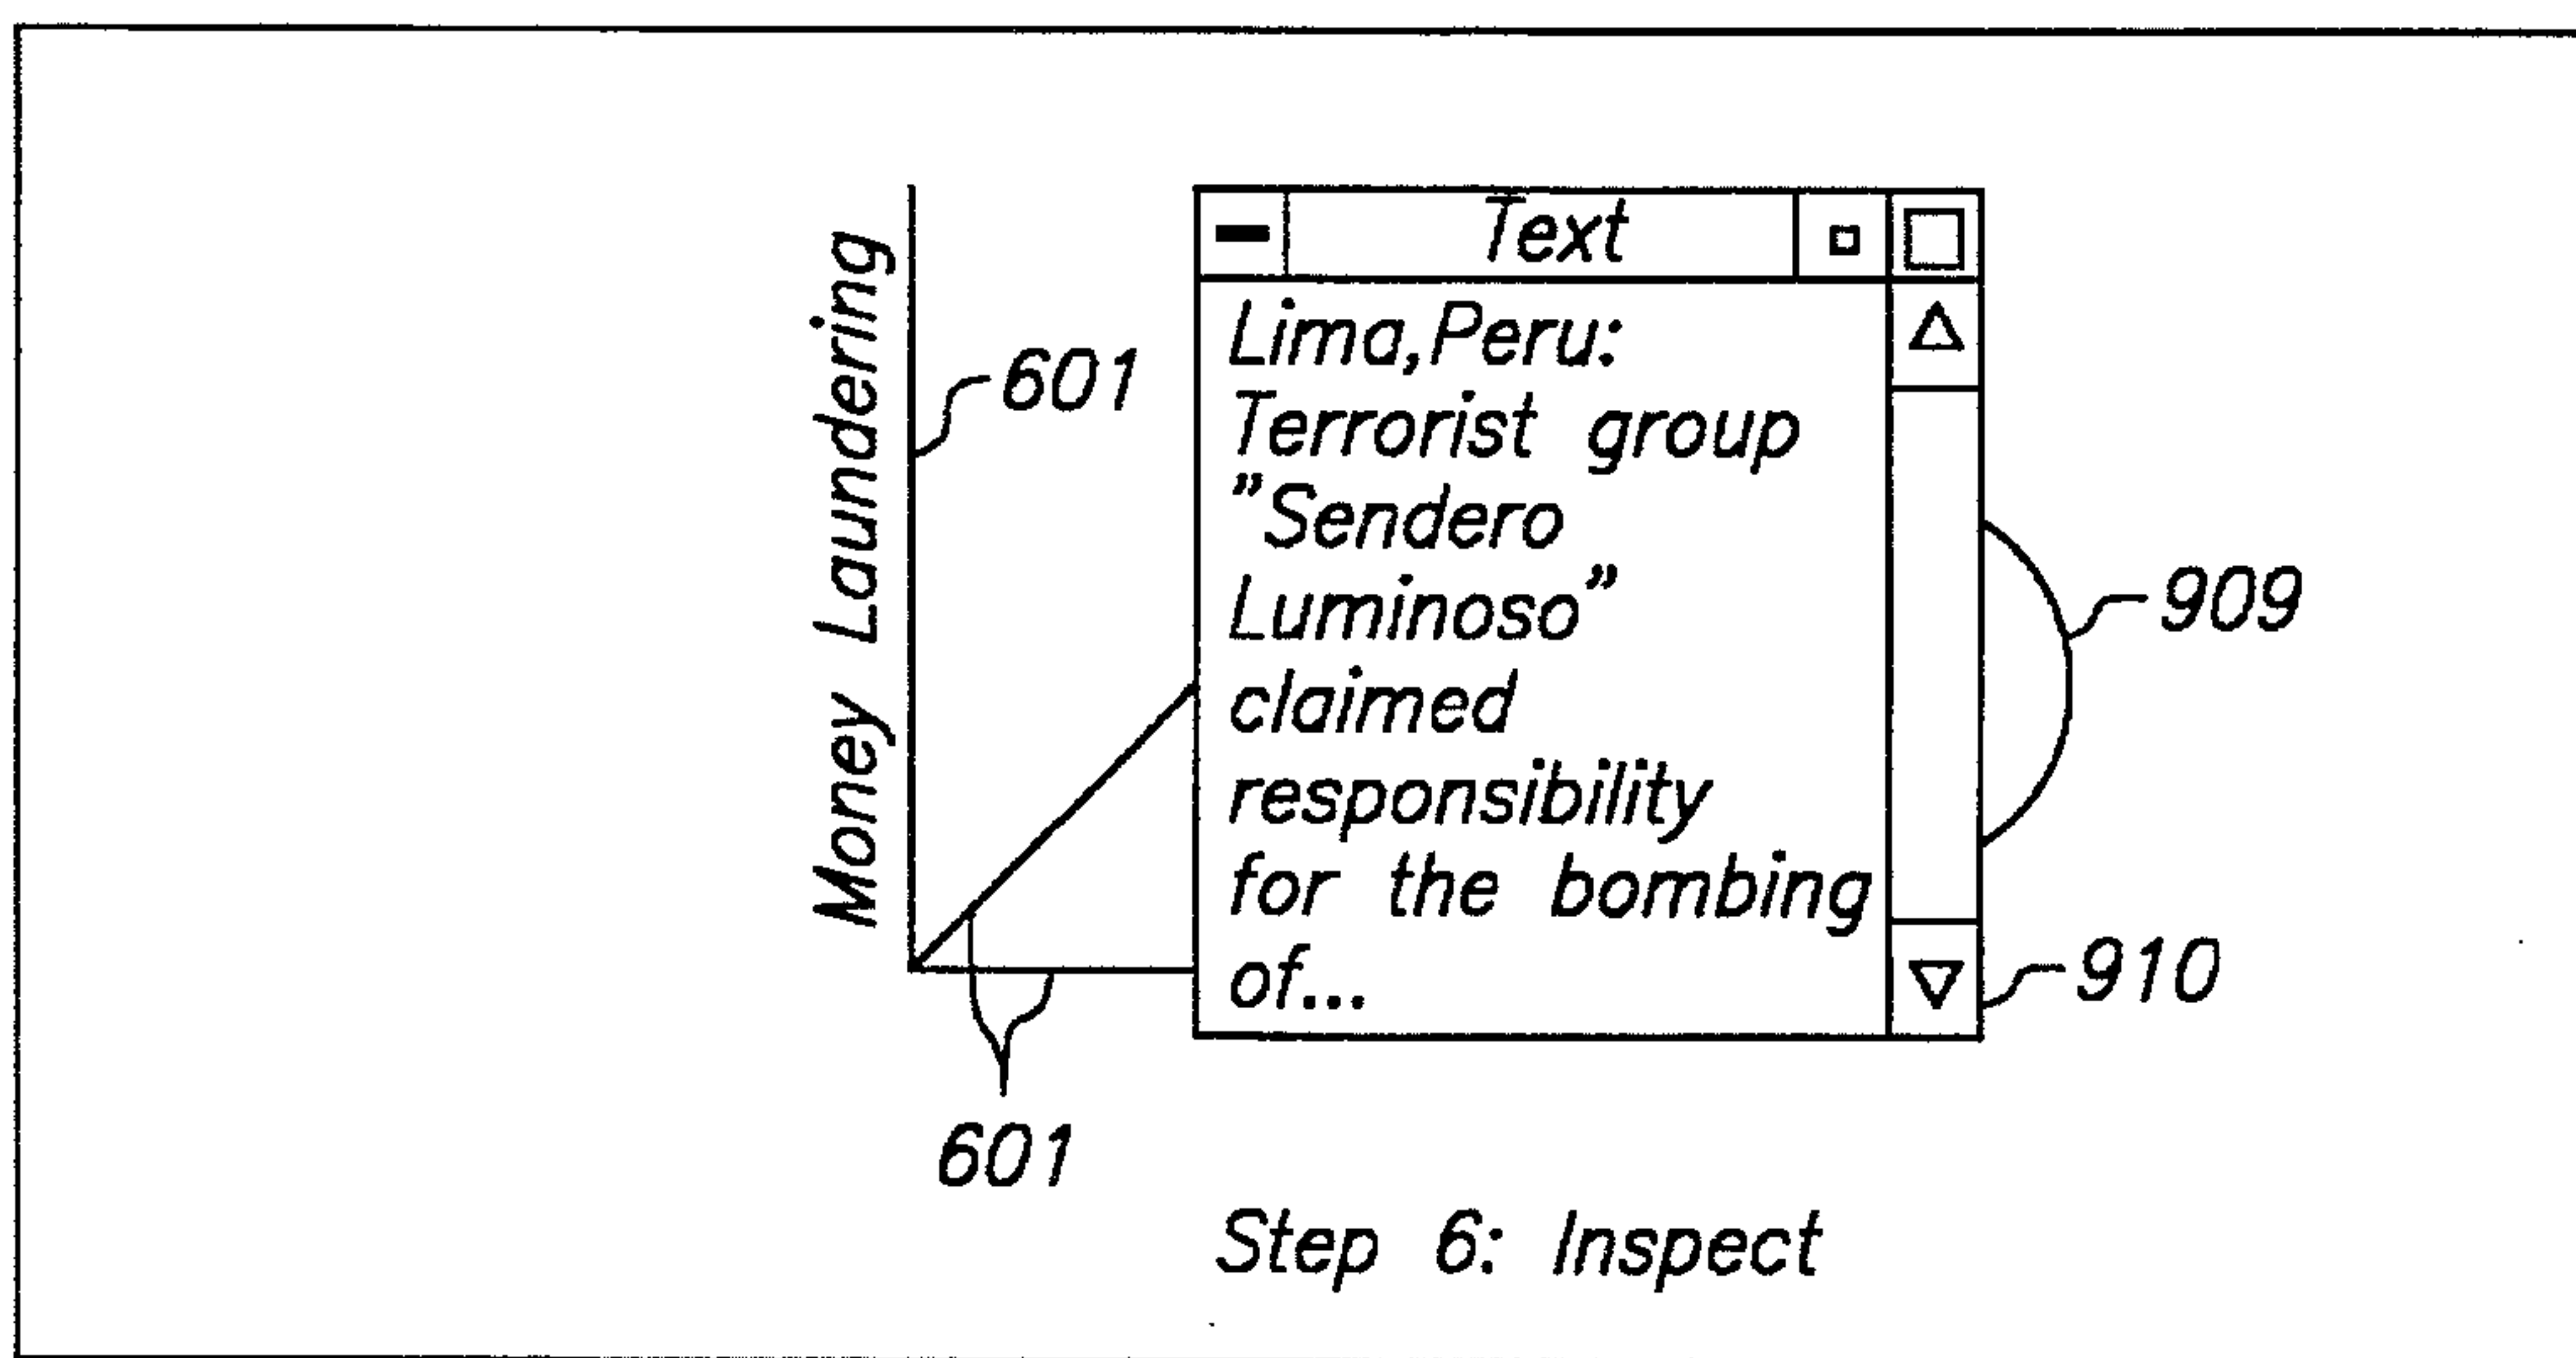 Money Laundering
601
Text
Lima,Peru:
Terrorist group
"Sendero
Luminoso"
claimed
responsibility
for the bombing
of...
909
910
601
Step 6: Inspect